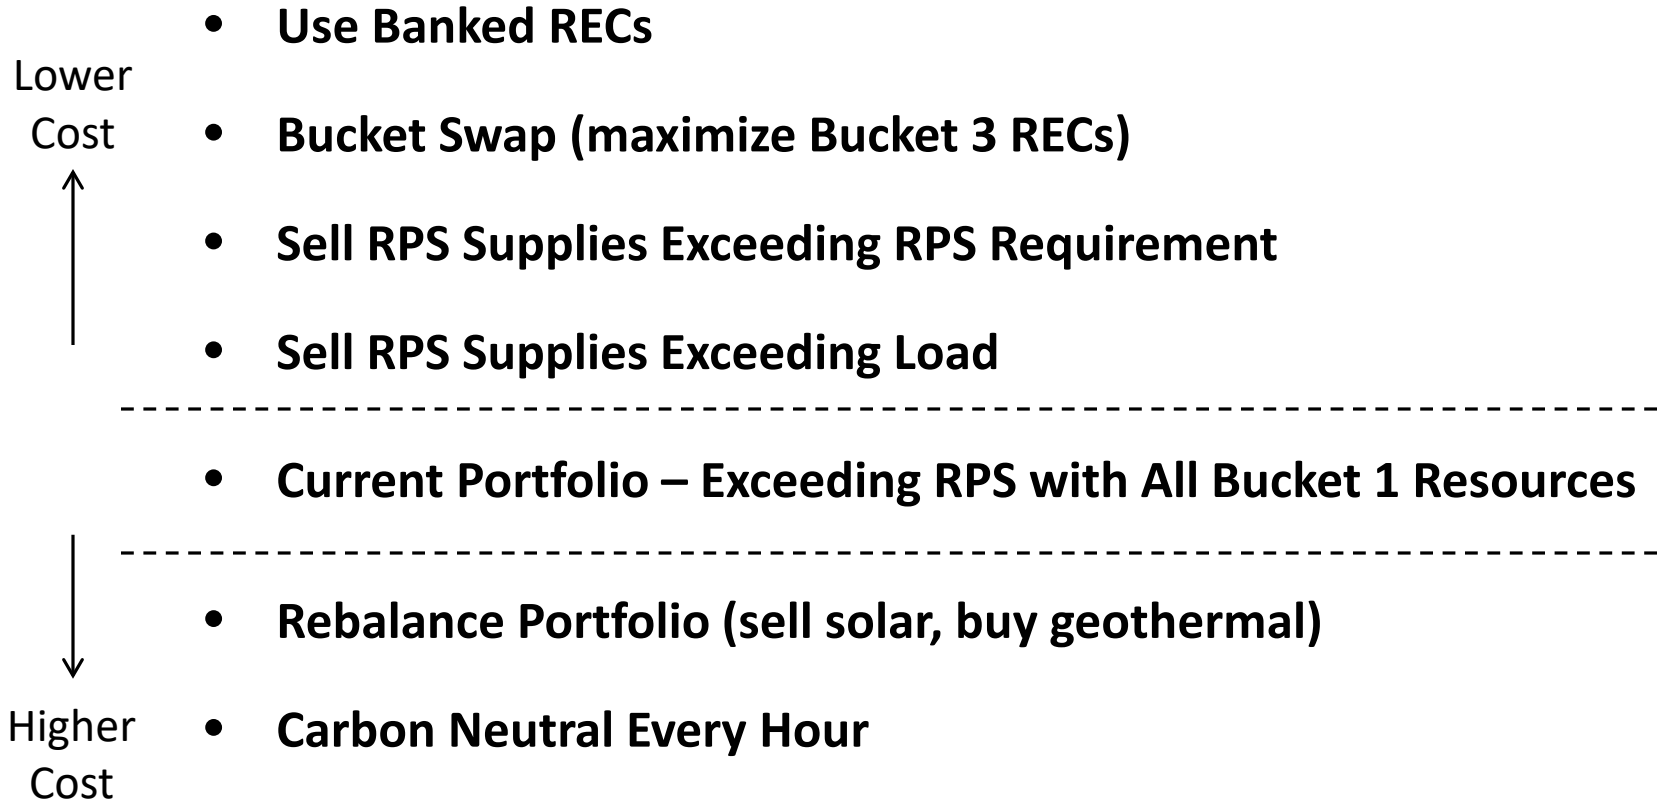 • Use Banked RECs
Lower
Cost
• Bucket Swap (maximize Bucket 3 RECs)
• Sell RPS Supplies Exceeding RPS Requirement
• Sell RPS Supplies Exceeding Load
• Current Portfolio – Exceeding RPS with All Bucket 1 Resources
• Rebalance Portfolio (sell solar, buy geothermal)
Higher
Cost
• Carbon Neutral Every Hour